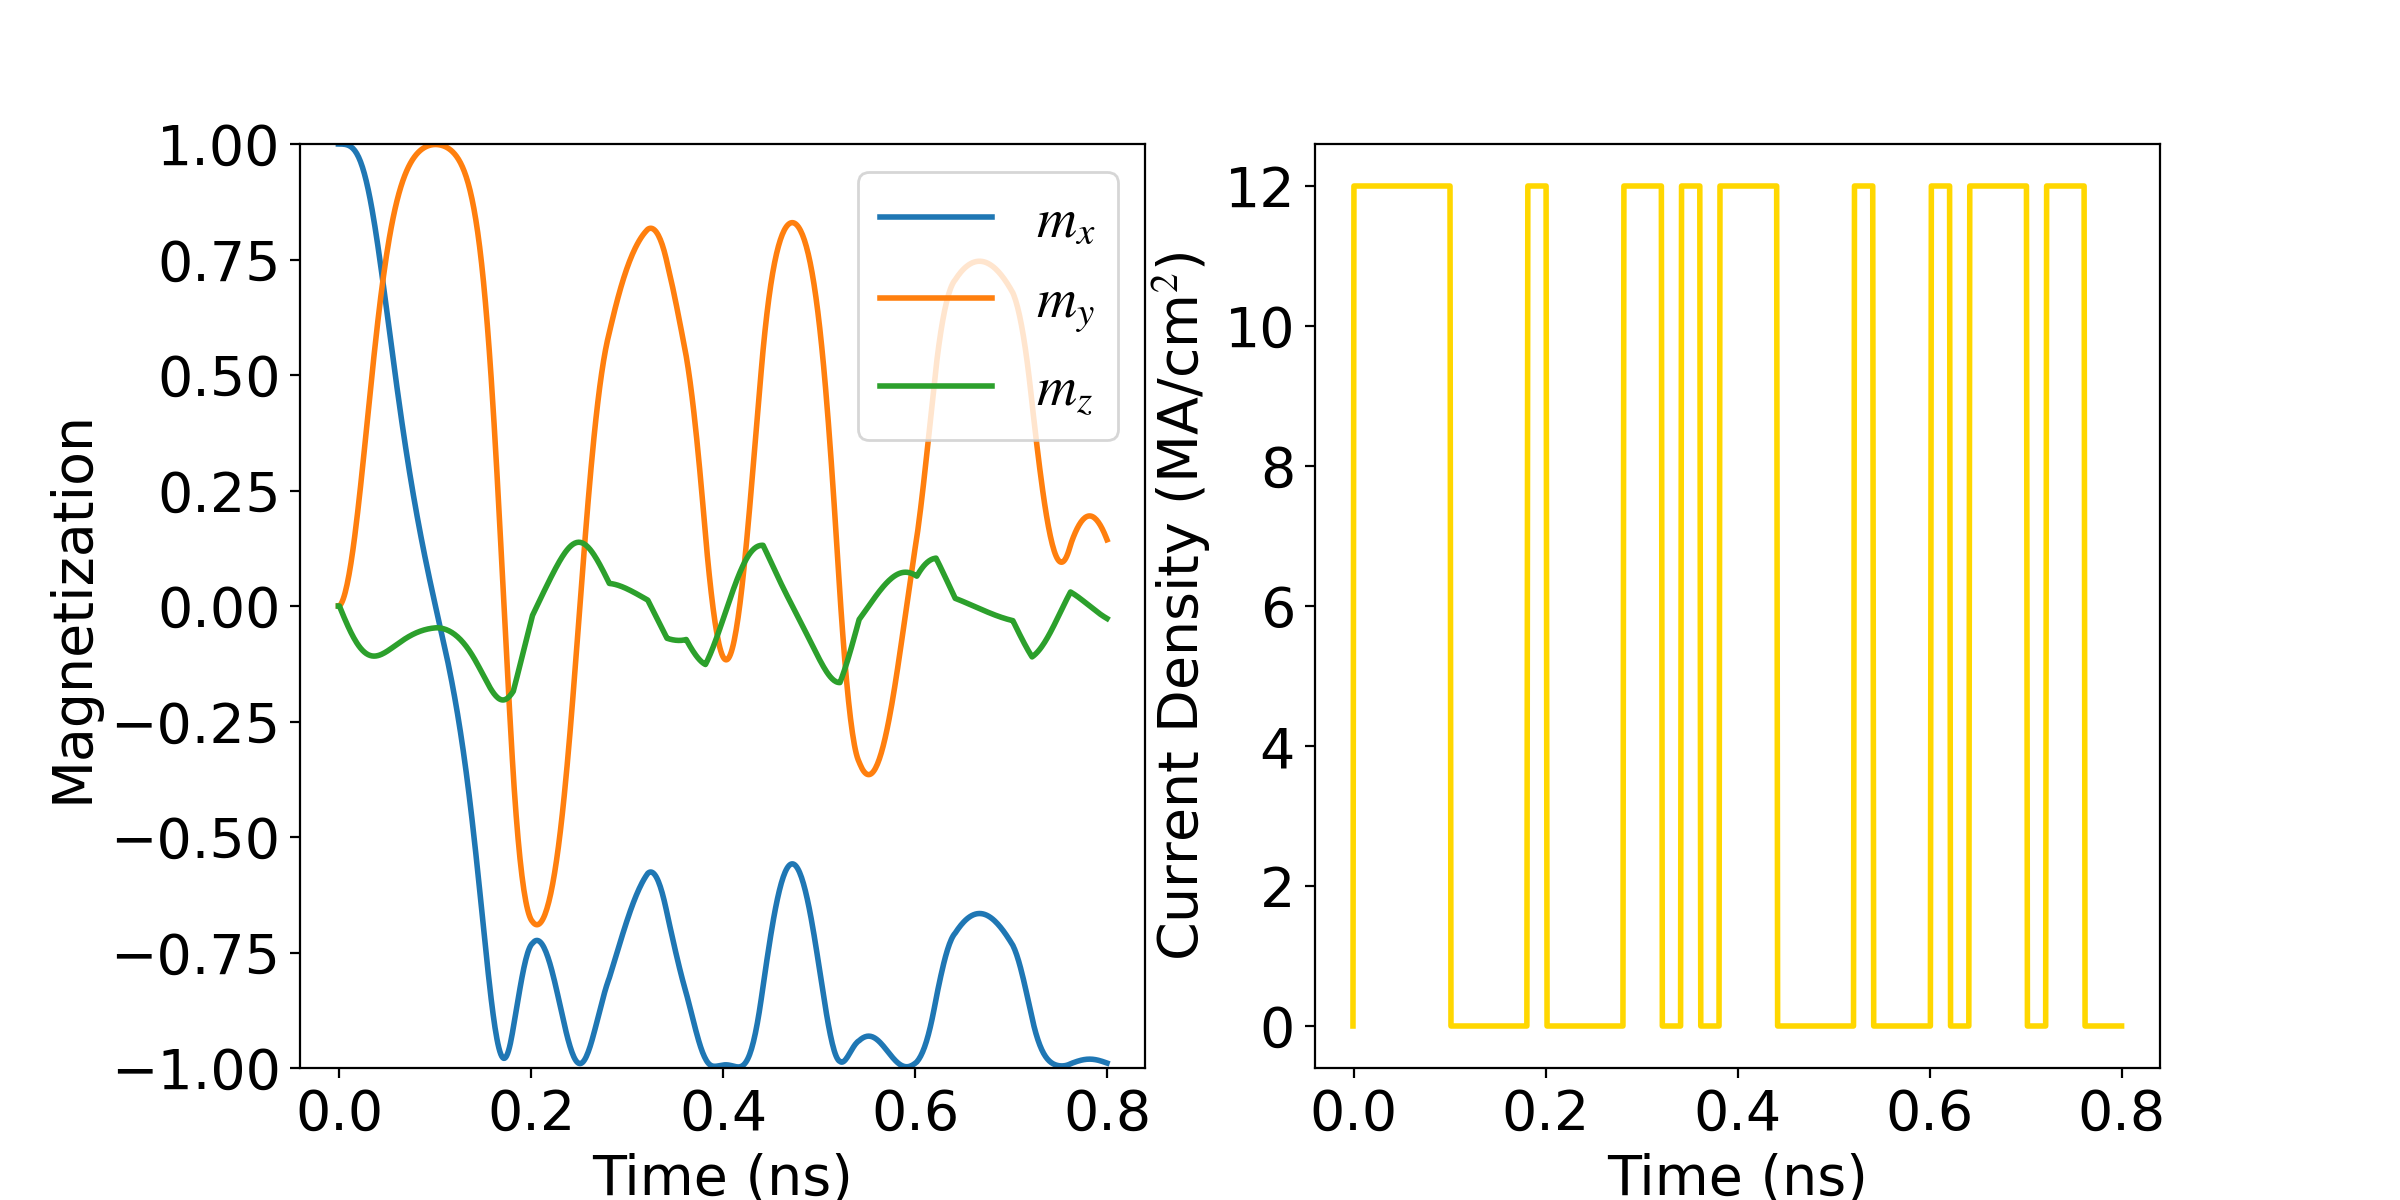 1.00
0.75
0.50
0.25
0.00
−0.25
−0.50
−0.75
−1.00
Magnetization
0.0 0.2 0.4 0.6 0.8
Time (ns)
m_x
m_y
m_z
12
10
8
6
4
2
0
Current Density (MA/cm²)
0.0 0.2 0.4 0.6 0.8
Time (ns)